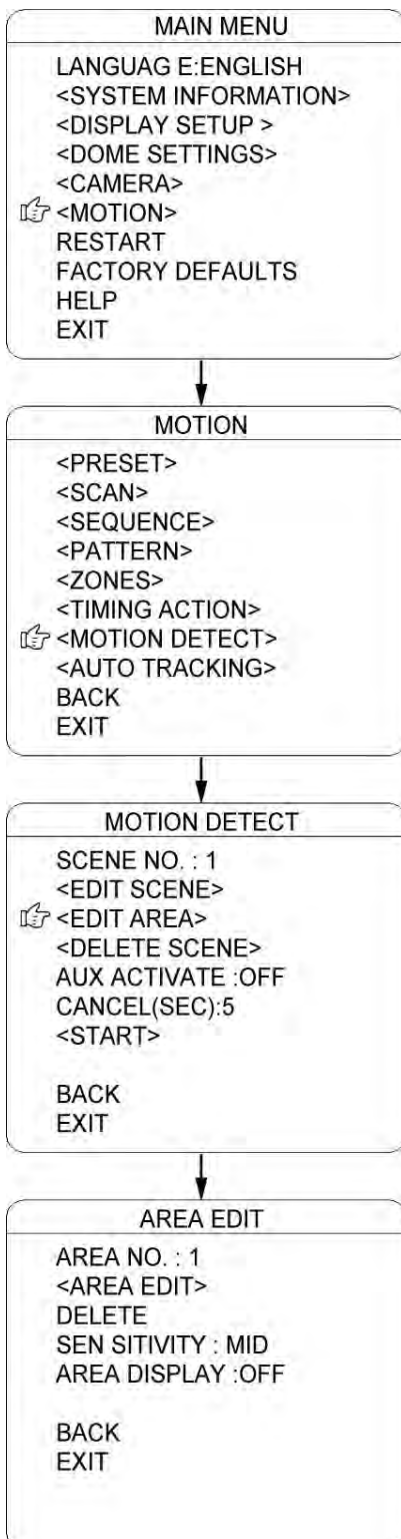 MAIN MENU
LANGUAG E:ENGLISH
<SYSTEM INFORMATION>
<DISPLAY SETUP >
<DOME SETTINGS>
<CAMERA>
<MOTION>
RESTART
FACTORY DEFAULTS
HELP
EXIT
MOTION
<PRESET>
<SCAN>
<SEQUENCE>
<PATTERN>
<ZONES>
<TIMING ACTION>
<MOTION DETECT>
<AUTO TRACKING>
BACK
EXIT
MOTION DETECT
SCENE NO. : 1
<EDIT SCENE>
<EDIT AREA>
<DELETE SCENE>
AUX ACTIVATE :OFF
CANCEL(SEC):5
<START>
BACK
EXIT
AREA EDIT
AREA NO. : 1
<AREA EDIT>
DELETE
SEN SITIVITY : MID
AREA DISPLAY :OFF
BACK
EXIT